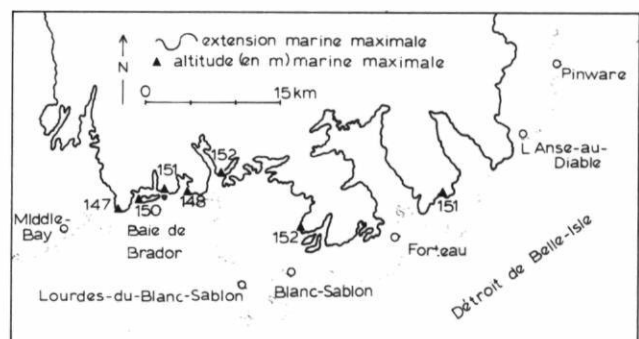 extension marine maximale
altitude (en m) marine maximale
N
0 15 km
Pinware
L'Anse-au-
Diable
152
151
147 150 148
151
Middle-
Bay
Baie de
Brador
152
Forteau
Lourdes-du-Blanc-Sablon
Blanc-Sablon
Détroit de Belle-Isle